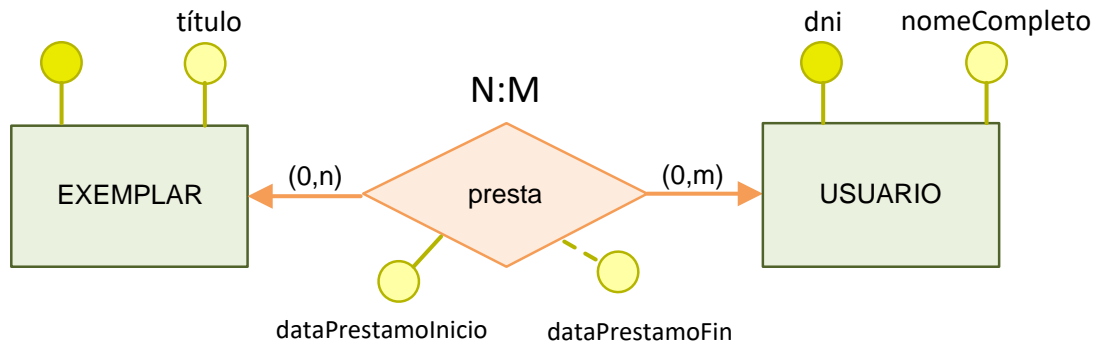 título
dni
nomeCompleto
N:M
(0,n)
(0,m)
EXEMPLAR
presta
USUARIO
dataPrestamoInicio
dataPrestamoFin